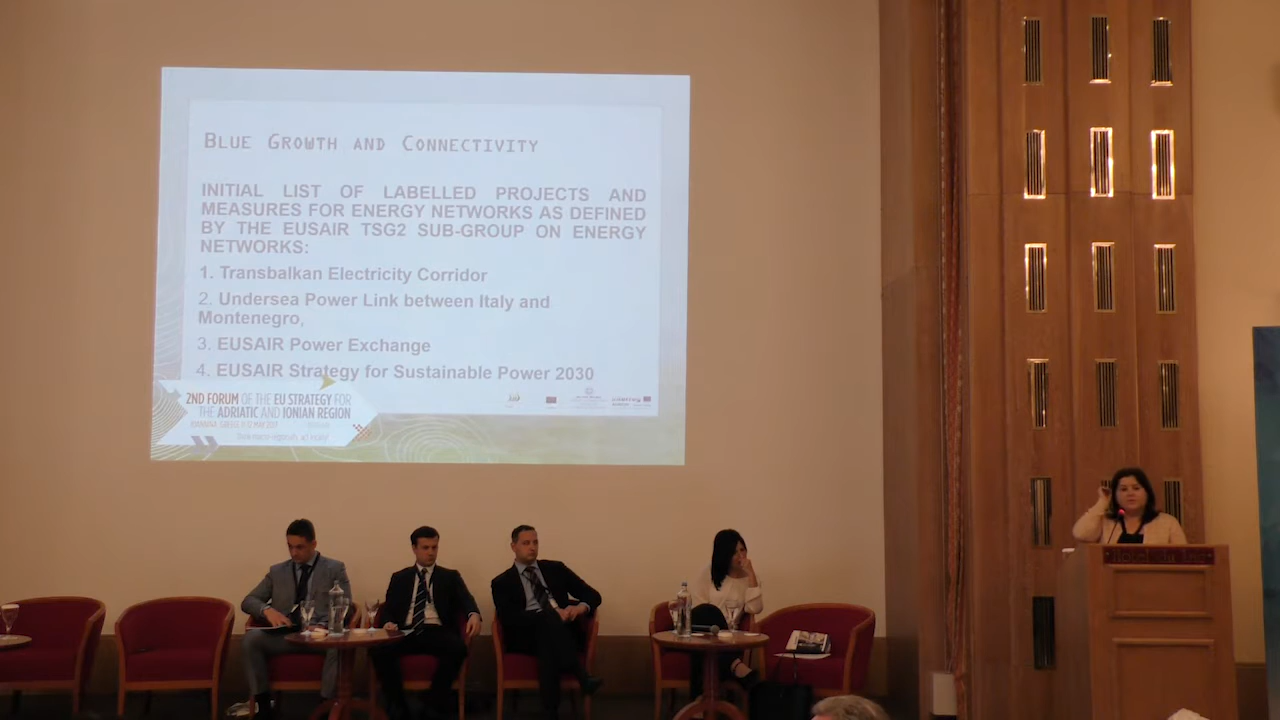 BLUE GROWTH AND CONNECTIVITY
INITIAL LIST OF LABELLED PROJECTS AND
MEASURES FOR ENERGY NETWORKS AS DEFINED
BY THE EUSAIR TSG2 SUB-GROUP ON ENERGY
NETWORKS:
1. Transbalkan Electricity Corridor
2. Undersea Power Link between Italy and
Montenegro,
3. EUSAIR Power Exchange
4. EUSAIR Strategy for Sustainable Power 2030
2ND FORUM OF THE EU STRATEGY FOR
THE ADRIATIC AND IONIAN REGION